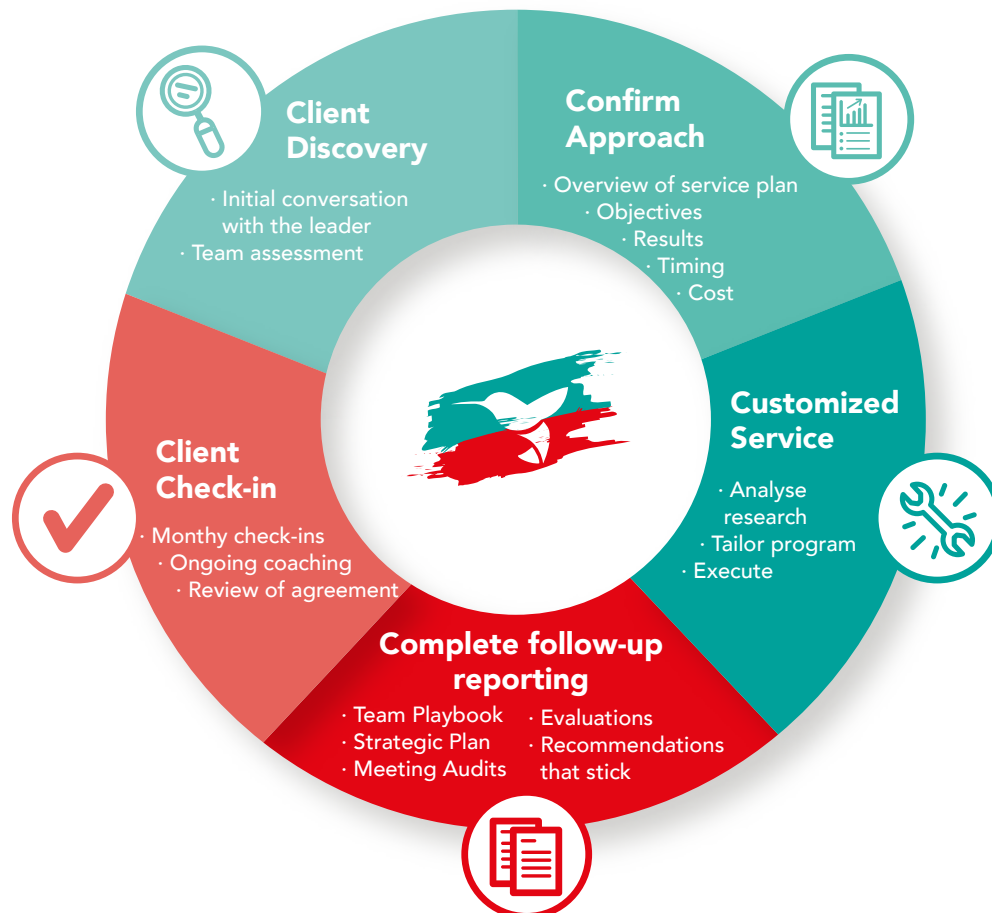 Client
Discovery
· Initial conversation
with the leader
· Team assessment
Confirm
Approach
· Overview of service plan
· Objectives
· Results
· Timing
· Cost
Customized
Service
· Analyse
research
· Tailor program
· Execute
Complete follow-up
reporting
· Team Playbook
· Strategic Plan
· Meeting Audits
· Evaluations
· Recommendations
that stick
Client
Check-in
· Monthy check-ins
· Ongoing coaching
· Review of agreement